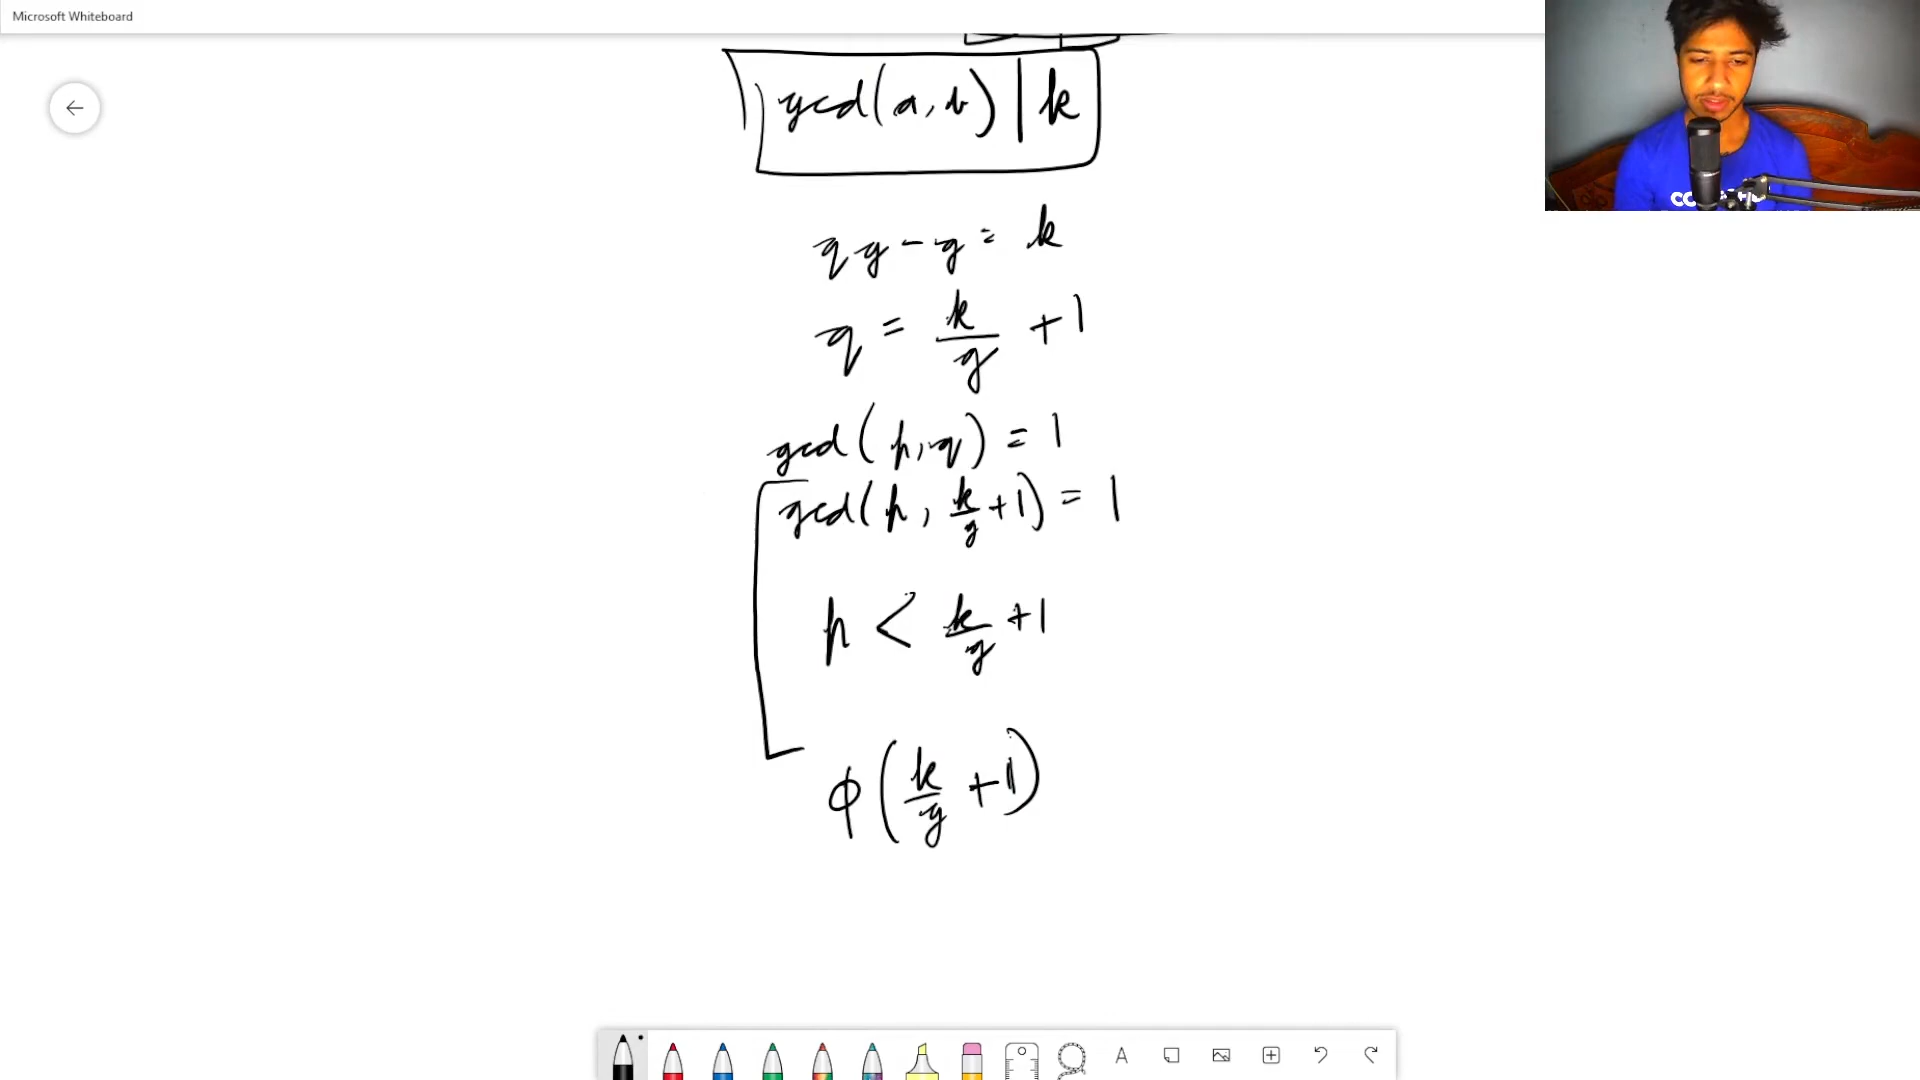 Microsoft Whiteboard
gcd(a, b) | k
qg - g = k
q = k/g + 1
gcd(p, q) = 1
gcd(p, k/g + 1) = 1
p < k/g + 1
φ(k/g + 1)
A